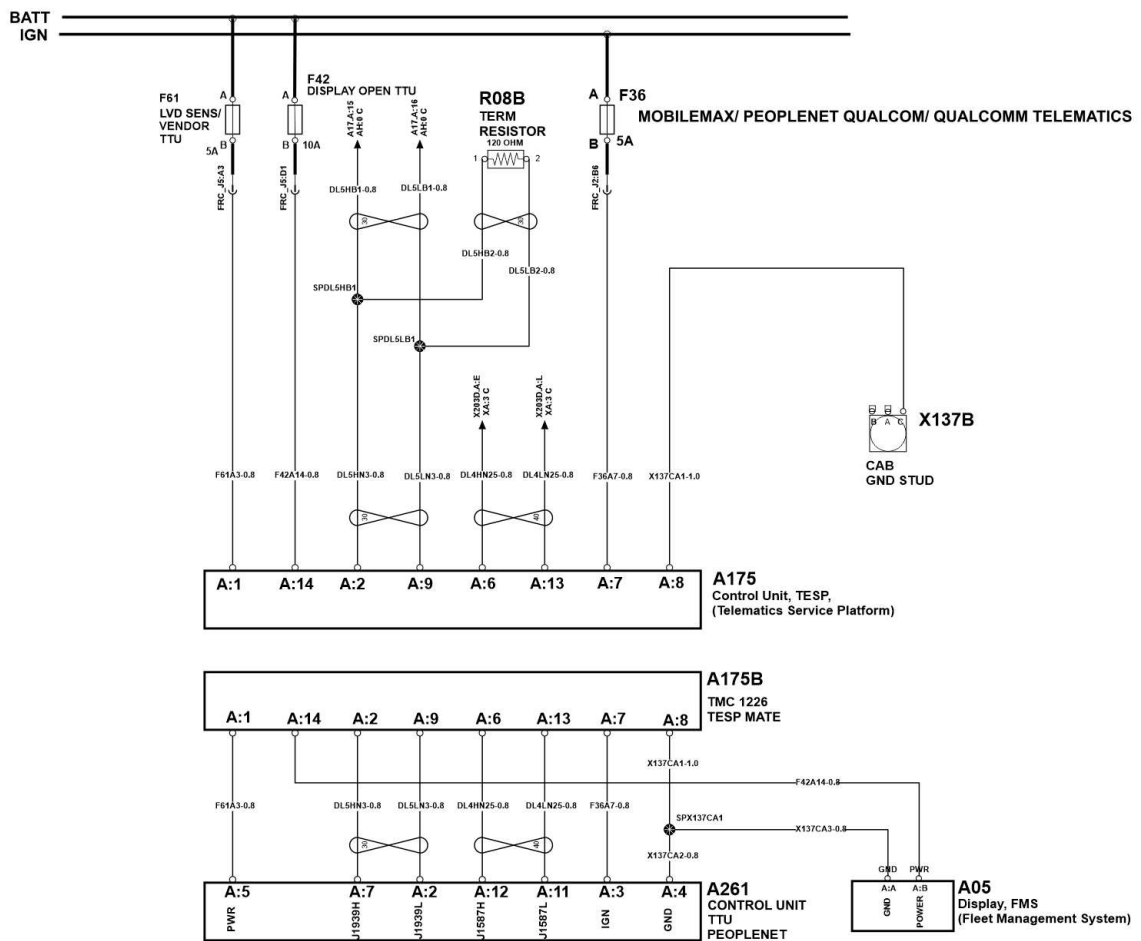 BATT
IGN
F61
LVD SENS/
VENDOR
TTU
A
B
5A
FRC_J5:A3
F42
DISPLAY OPEN TTU
A
B
10A
FRC_J5:D1
A17.A:15
AH:0 C
A17.A:16
AH:0 C
R08B
TERM
RESISTOR
120 OHM
1
2
A
F36
MOBILEMAX/ PEOPLENET QUALCOM/ QUALCOMM TELEMATICS
B
5A
FRC_J2:B6
DL5HB1-0.8
DL5LB1-0.8
30
30
DL5HB2-0.8
DL5LB2-0.8
SPDL5HB1
SPDL5LB1
X203D.A:E
XA:3 C
X203D.A:L
XA:3 C
B A C
X137B
CAB
GND STUD
F61A3-0.8
F42A14-0.8
DL5HN3-0.8
DL5LN3-0.8
DL4HN25-0.8
DL4LN25-0.8
F36A7-0.8
X137CA1-1.0
30
40
A:1
A:14
A:2
A:9
A:6
A:13
A:7
A:8
A175
Control Unit, TESP,
(Telematics Service Platform)
A175B
TMC 1226
TESP MATE
A:1
A:14
A:2
A:9
A:6
A:13
A:7
A:8
X137CA1-1.0
F42A14-0.8
F61A3-0.8
DL5HN3-0.8
DL5LN3-0.8
DL4HN25-0.8
DL4LN25-0.8
F36A7-0.8
SPX137CA1
X137CA3-0.8
30
40
X137CA2-0.8
A:5
PWR
A:7
J1939H
A:2
J1939L
A:12
J1587H
A:11
J1587L
A:3
IGN
A:4
GND
A261
CONTROL UNIT
TTU
PEOPLENET
GND
PWR
A:A
GND
A:B
POWER
A05
Display, FMS
(Fleet Management System)